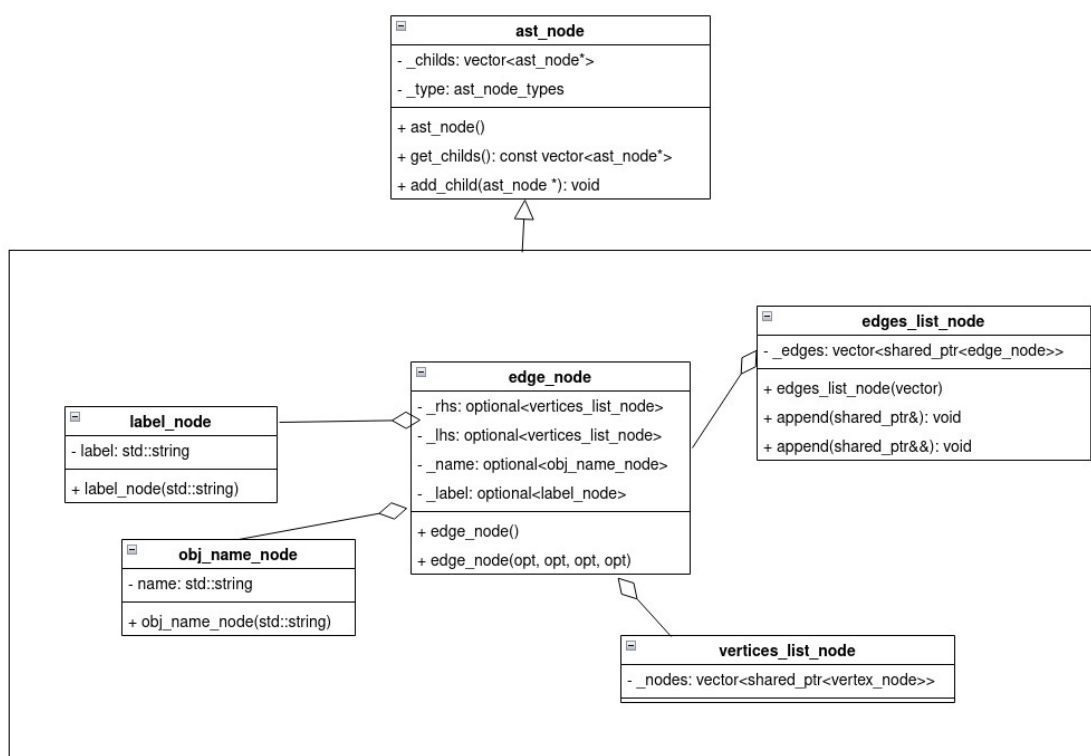 ast_node
- _childs: vector<ast_node*>
- _type: ast_node_types
+ ast_node()
+ get_childs(): const vector<ast_node*>
+ add_child(ast_node *): void
edges_list_node
- _edges: vector<shared_ptr<edge_node>>
+ edges_list_node(vector)
+ append(shared_ptr&): void
+ append(shared_ptr&&): void
edge_node
- _rhs: optional<vertices_list_node>
- _lhs: optional<vertices_list_node>
- _name: optional<obj_name_node>
- _label: optional<label_node>
+ edge_node()
+ edge_node(opt, opt, opt, opt)
label_node
- label: std::string
+ label_node(std::string)
obj_name_node
- name: std::string
+ obj_name_node(std::string)
vertices_list_node
- _nodes: vector<shared_ptr<vertex_node>>